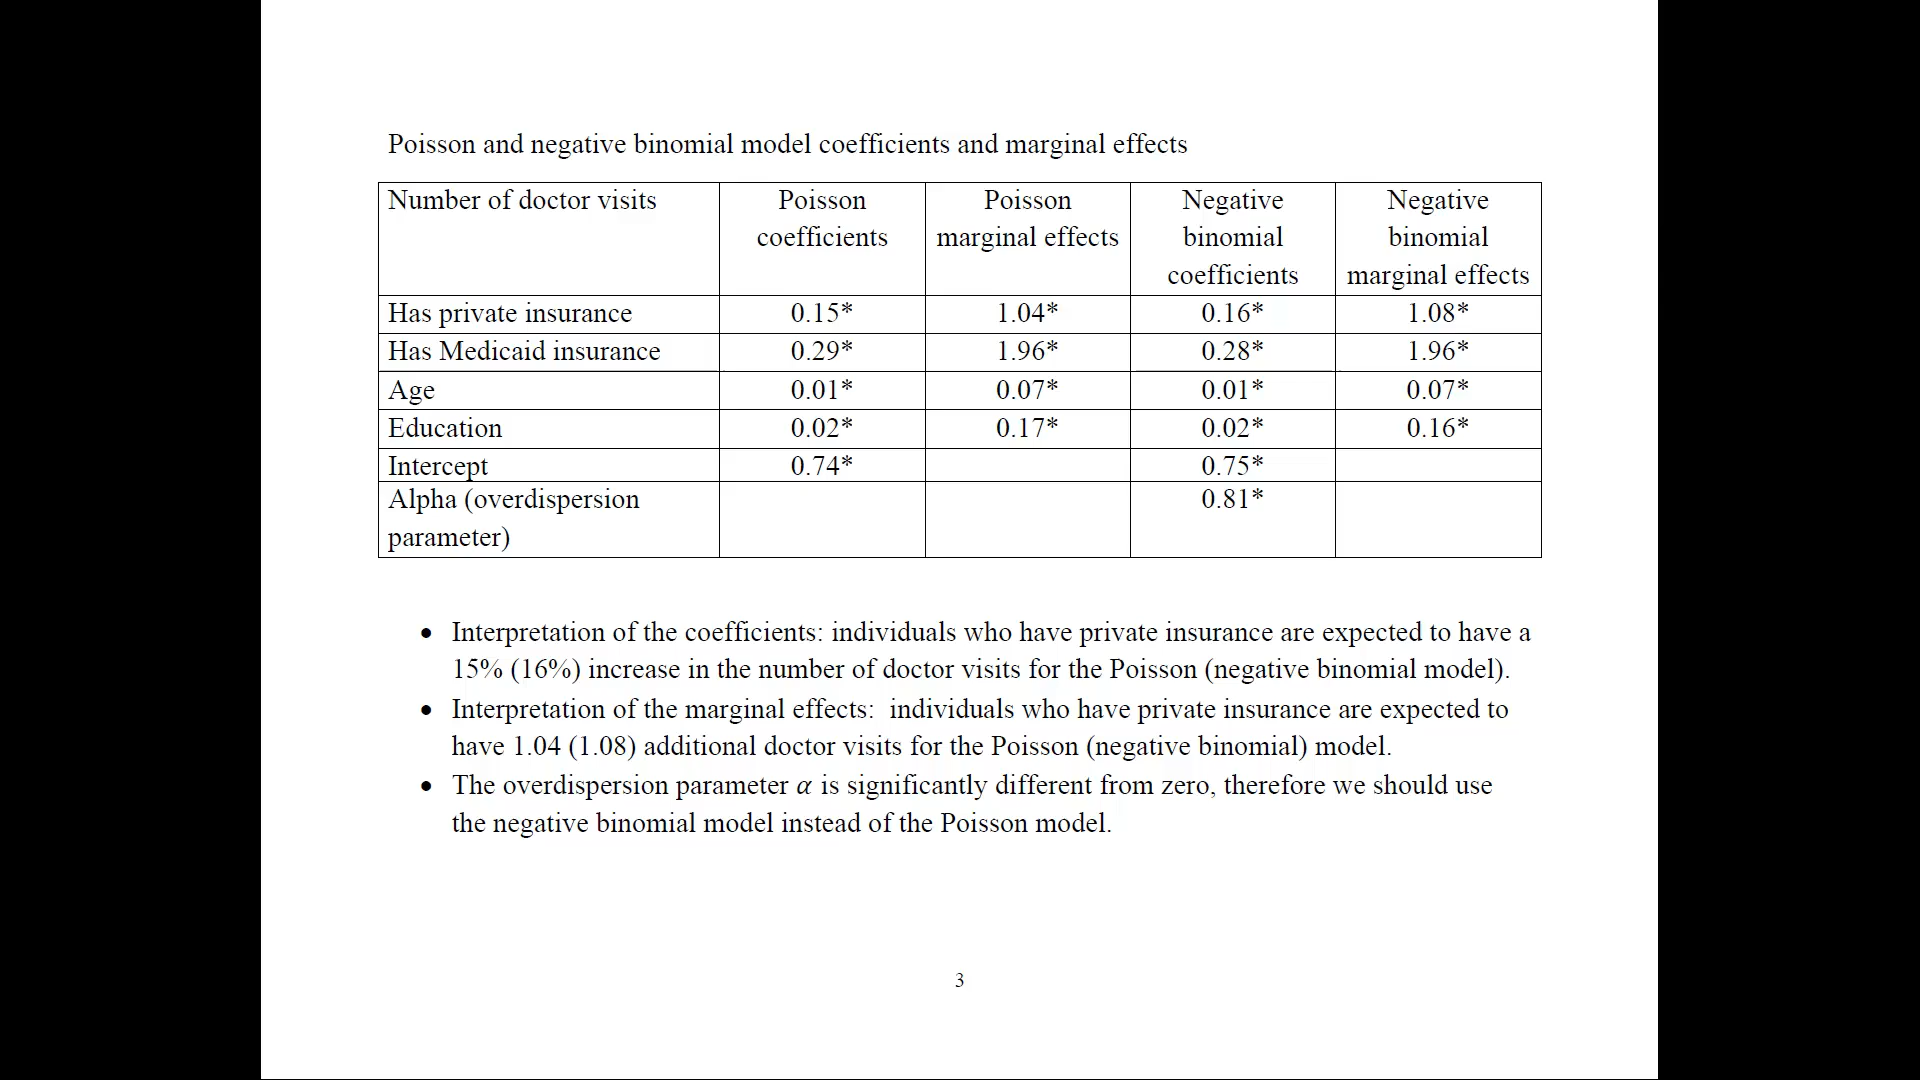 Poisson and negative binomial model coefficients and marginal effects
Number of doctor visits Poisson Poisson Negative Negative
coefficients marginal effects binomial binomial
coefficients marginal effects
Has private insurance 0.15* 1.04* 0.16* 1.08*
Has Medicaid insurance 0.29* 1.96* 0.28* 1.96*
Age 0.01* 0.07* 0.01* 0.07*
Education 0.02* 0.17* 0.02* 0.16*
Intercept 0.74* 0.75*
Alpha (overdispersion 0.81*
parameter)
• Interpretation of the coefficients: individuals who have private insurance are expected to have a
15% (16%) increase in the number of doctor visits for the Poisson (negative binomial model).
• Interpretation of the marginal effects: individuals who have private insurance are expected to
have 1.04 (1.08) additional doctor visits for the Poisson (negative binomial) model.
• The overdispersion parameter α is significantly different from zero, therefore we should use
the negative binomial model instead of the Poisson model.
3